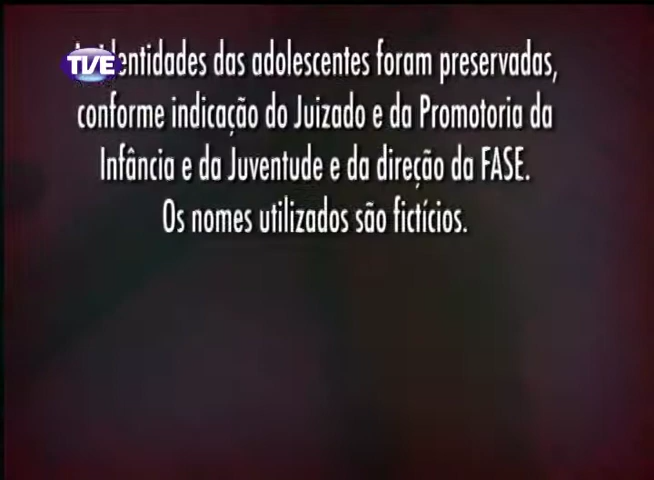 TVE
identidades das adolescentes foram preservadas,
conforme indicação do Juizado e da Promotoria da
Infância e da Juventude e da direção da FASE.
Os nomes utilizados são fictícios.